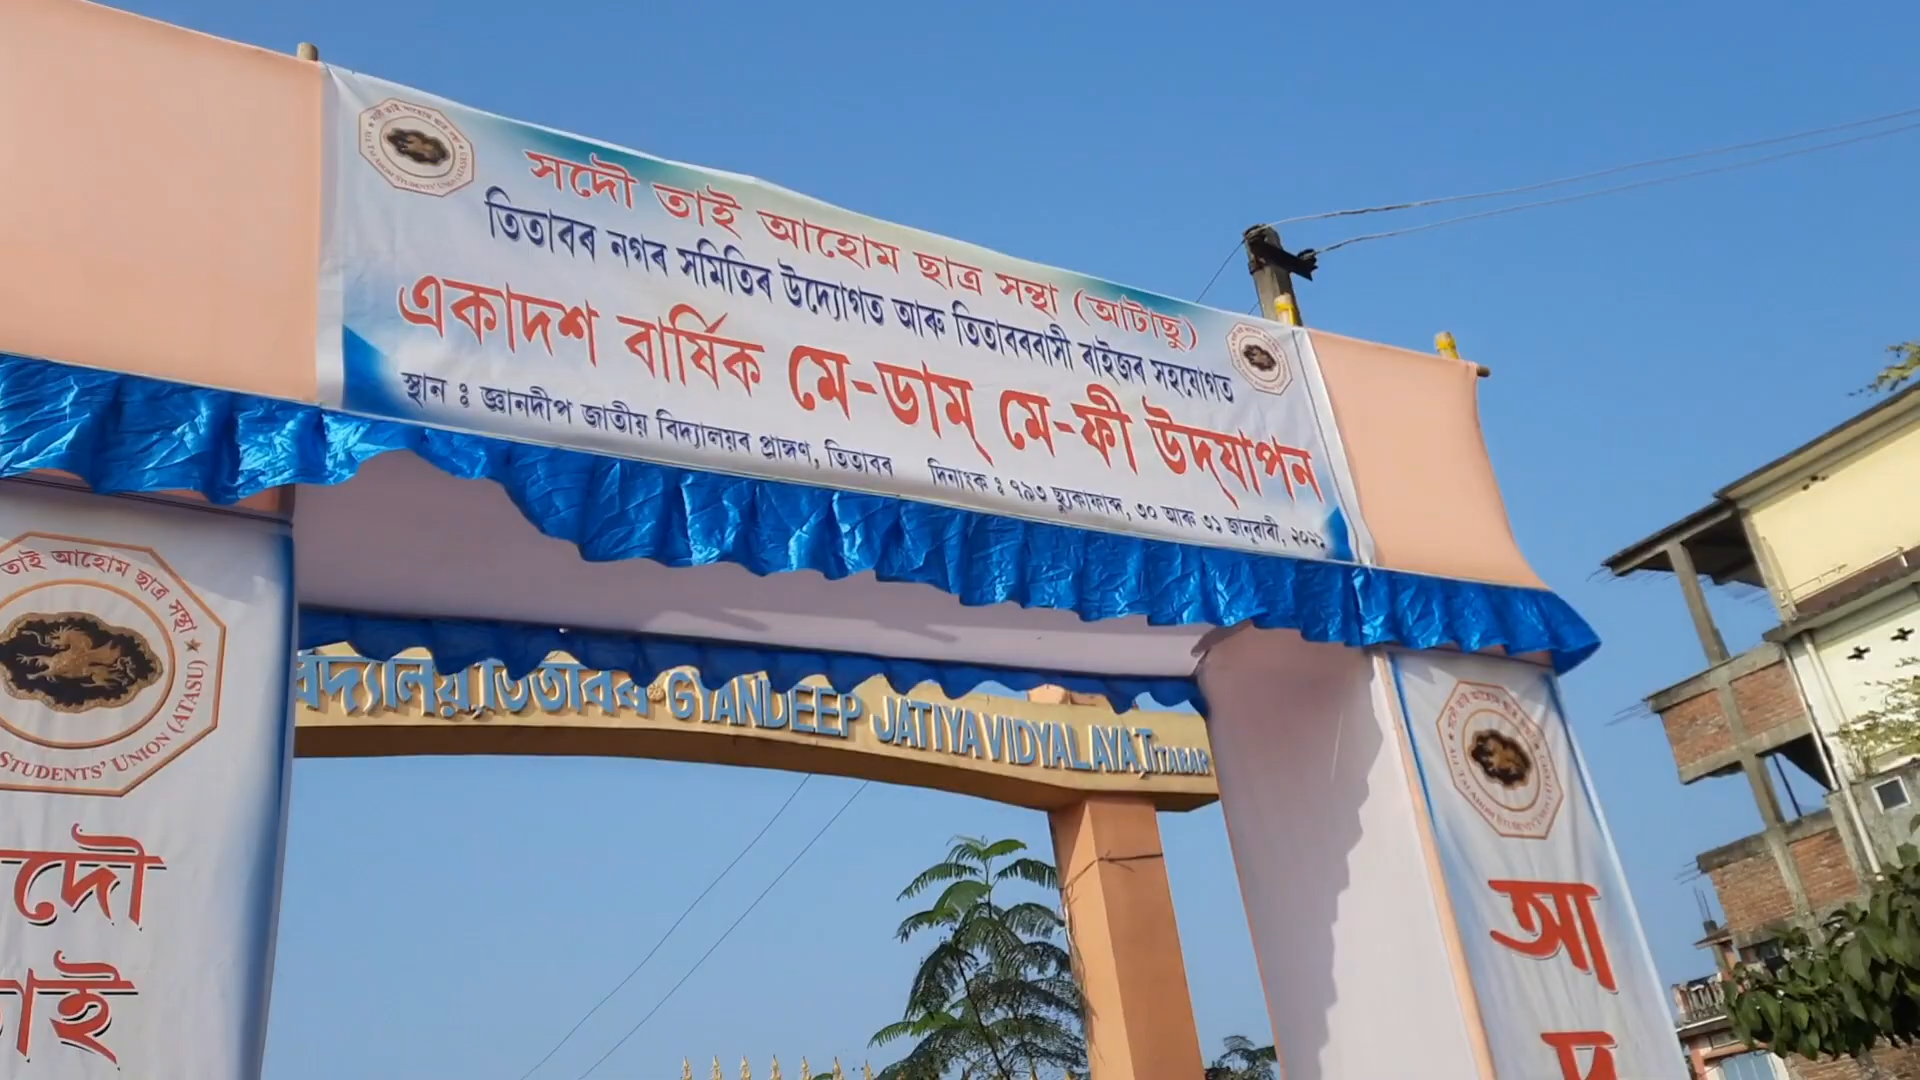 সদৌ তাই আহোম ছাত্ৰ সন্থা (আটাছু)
তিতাবৰ নগৰ সমিতিৰ উদ্যোগত আৰু তিতাবৰবাসী ৰাইজৰ সহযোগত
একাদশ বাৰ্ষিক মে-ডাম্ মে-ফী উদ্‌যাপন
স্থান ঃ জ্ঞানদীপ জাতীয় বিদ্যালয়ৰ প্ৰাঙ্গণ, তিতাবৰ দিনাংক ঃ ৭৯৩ ছ্যুকাফাব্দ, ৩০ আৰু ৩১ জানুৱাৰী, ২০২১
তাই আহোম ছাত্ৰ সন্থা
STUDENTS' UNION (ATASU)
বিদ্যালয় তিতাবৰ GYANDEEP JATIYA VIDYALAYA, TITABAR
দৌ
তাই
আ